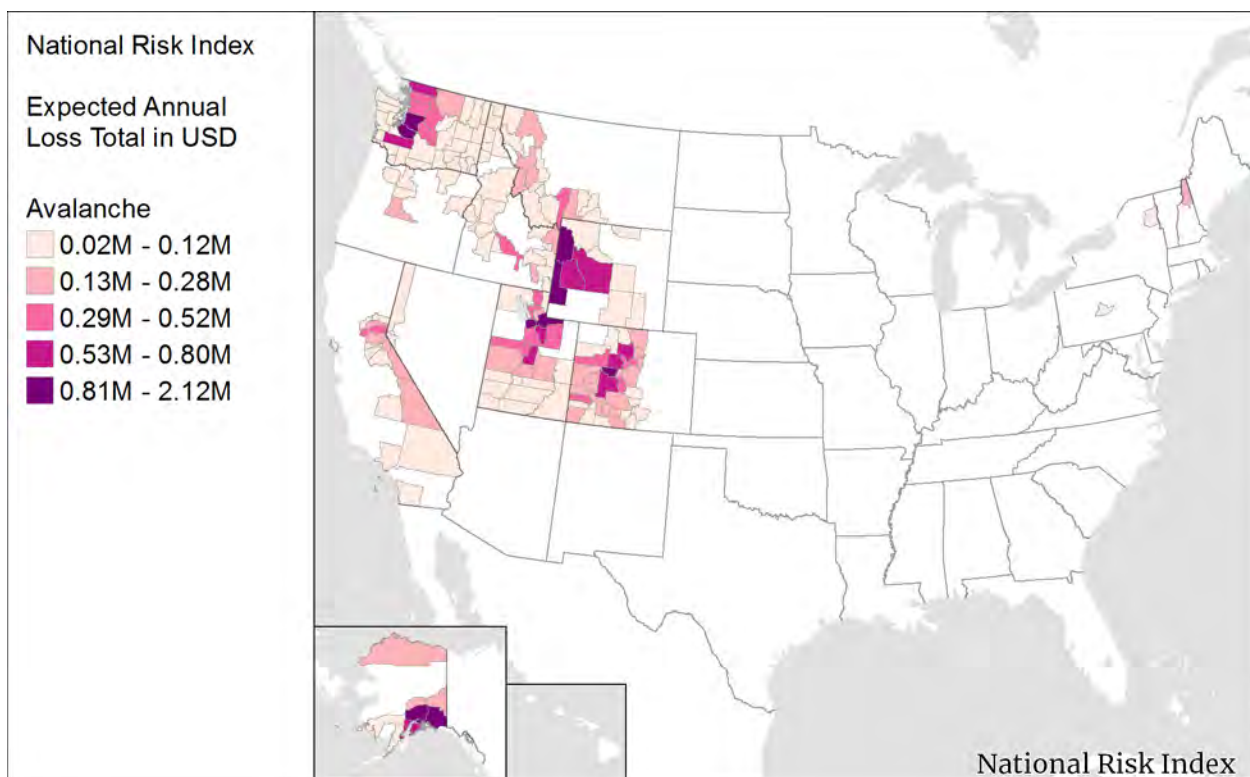 National Risk Index
Expected Annual
Loss Total in USD
Avalanche
0.02M - 0.12M
0.13M - 0.28M
0.29M - 0.52M
0.53M - 0.80M
0.81M - 2.12M
National Risk Index